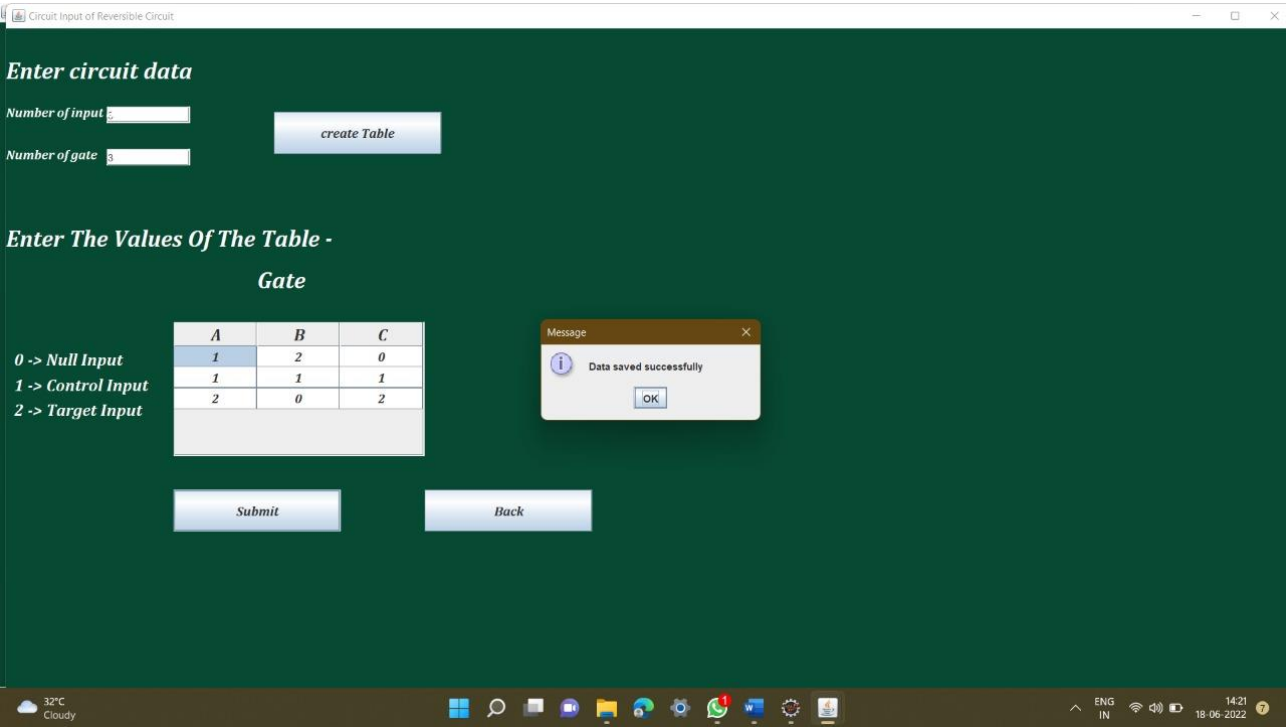 Circuit Input of Reversible Circuit
Enter circuit data
Number of input
create Table
Number of gate 3
Enter The Values Of The Table -
Gate
A B C
1 2 0
1 1 1
2 0 2
0 -> Null Input
1 -> Control Input
2 -> Target Input
Message
Data saved successfully
OK
Submit
Back
32°C
Cloudy
1
W
ENG
IN
14:21
18-06-2022
7